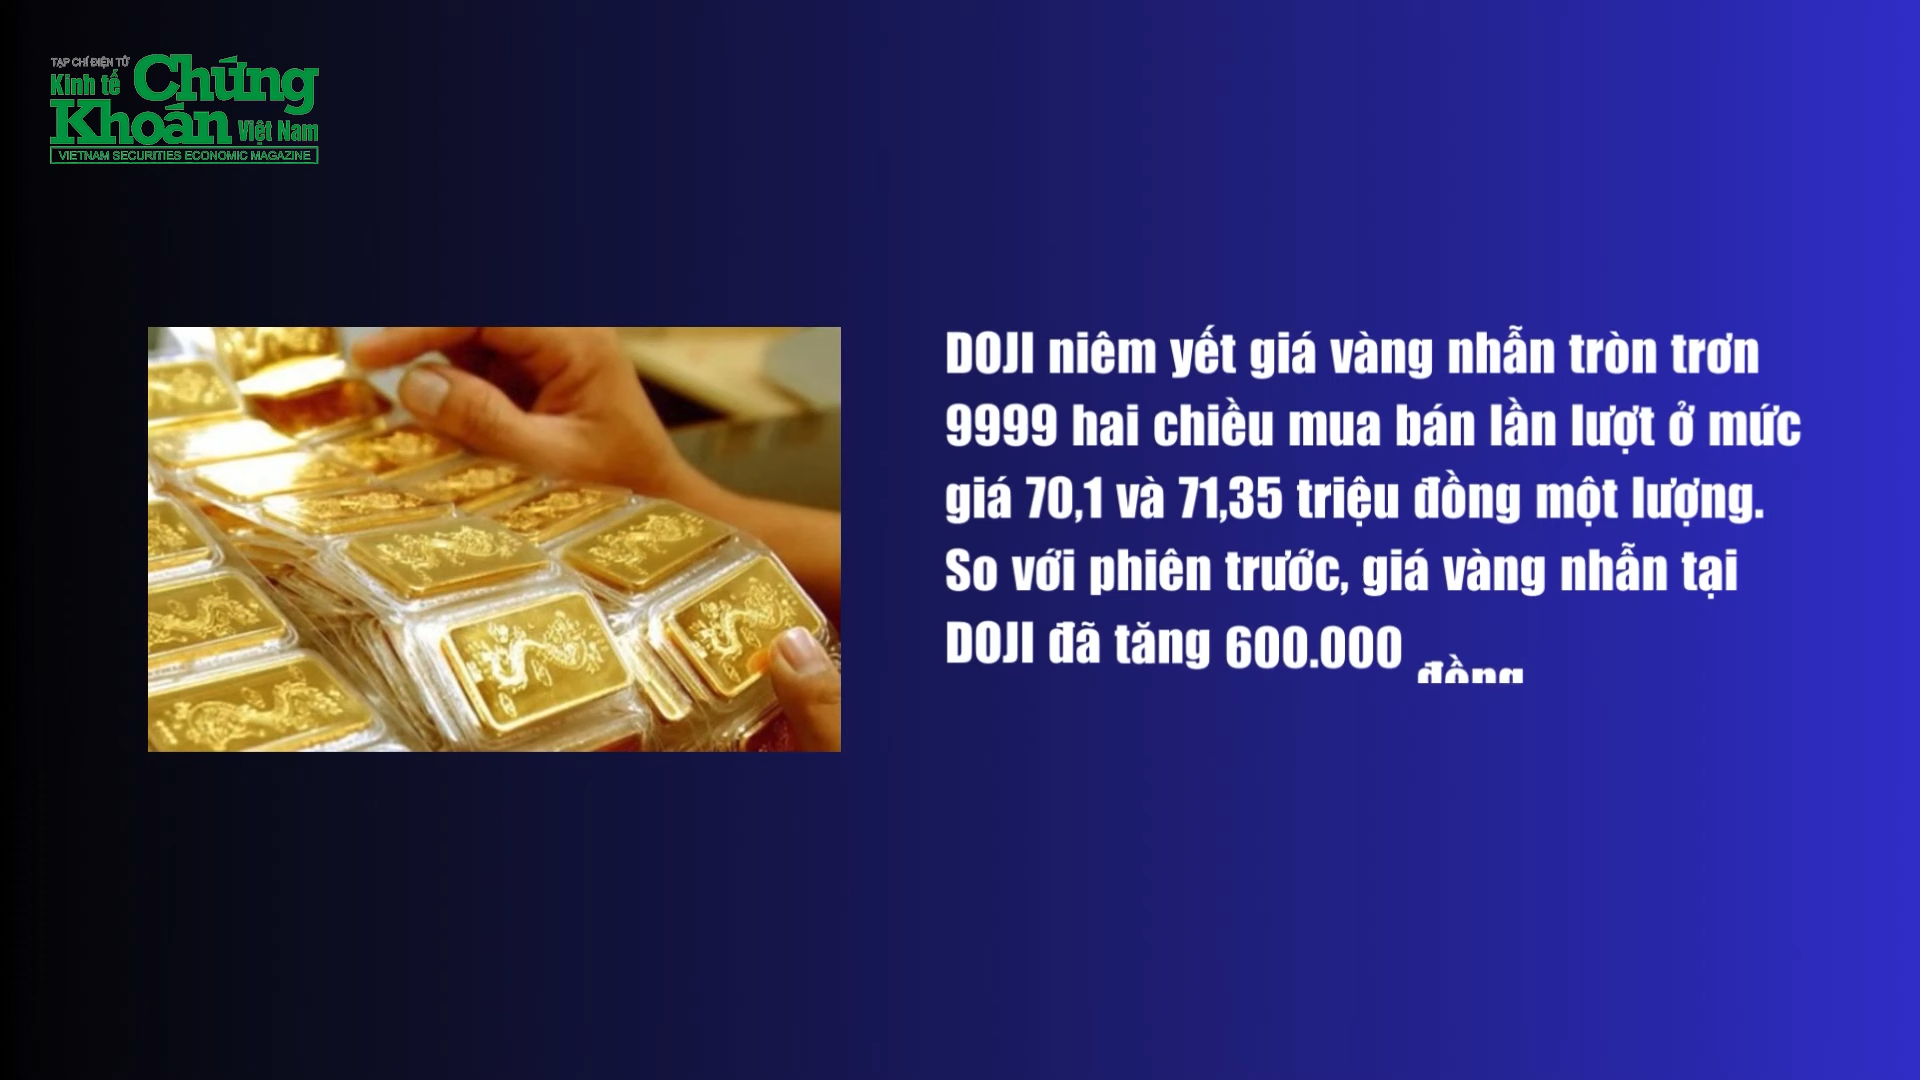 TẠP CHÍ ĐIỆN TỬ
Kinh tế Chứng
Khoán Việt Nam
VIETNAM SECURITIES ECONOMIC MAGAZINE
DOJI niêm yết giá vàng nhẫn tròn trơn
9999 hai chiều mua bán lần lượt ở mức
giá 70,1 và 71,35 triệu đồng một lượng.
So với phiên trước, giá vàng nhẫn tại
DOJI đã tăng 600.000 đồng